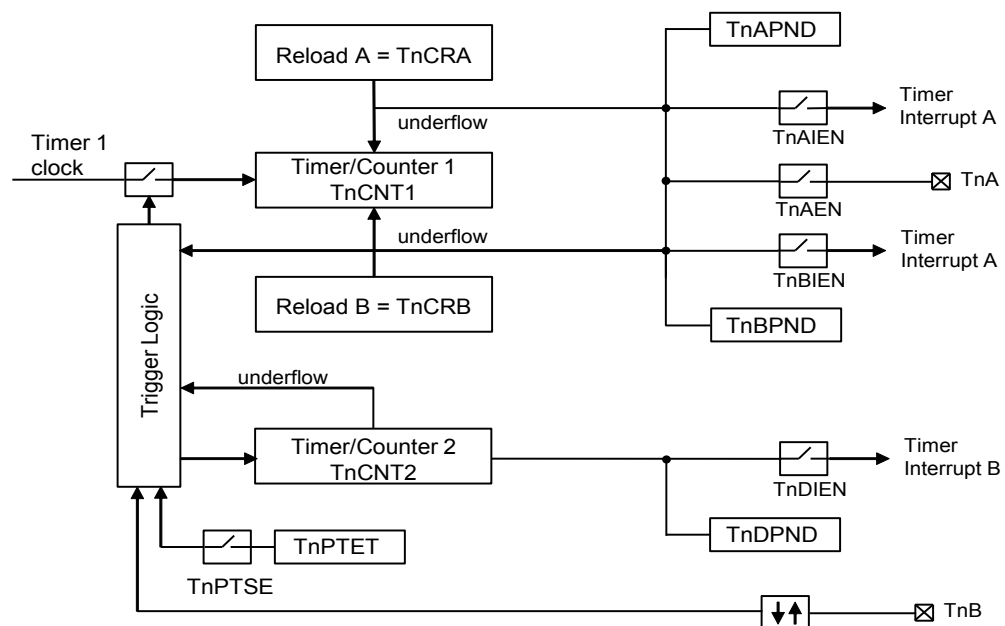 Reload A = TnCRA
TnAPND
underflow
Timer
Interrupt A
TnAIEN
Timer 1
clock
Timer/Counter 1
TnCNT1
TnA
TnAEN
underflow
Timer
Interrupt A
TnBIEN
Reload B = TnCRB
TnBPND
Trigger Logic
underflow
Timer/Counter 2
TnCNT2
Timer
Interrupt B
TnDIEN
TnPTET
TnDPND
TnPTSE
TnB